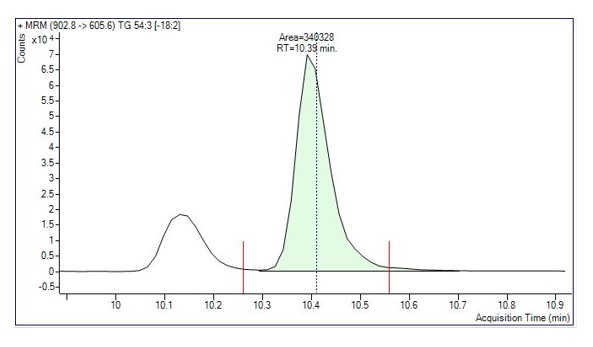 + MRM (902.8 -> 605.6) TG 54:3 [-18:2]
Counts
x10 4
Area=340328
RT=10.39 min.
7
6.5
6
5.5
5
4.5
4
3.5
3
2.5
2
1.5
1
0.5
0
-0.5
10 10.1 10.2 10.3 10.4 10.5 10.6 10.7 10.8 10.9
Acquisition Time (min)